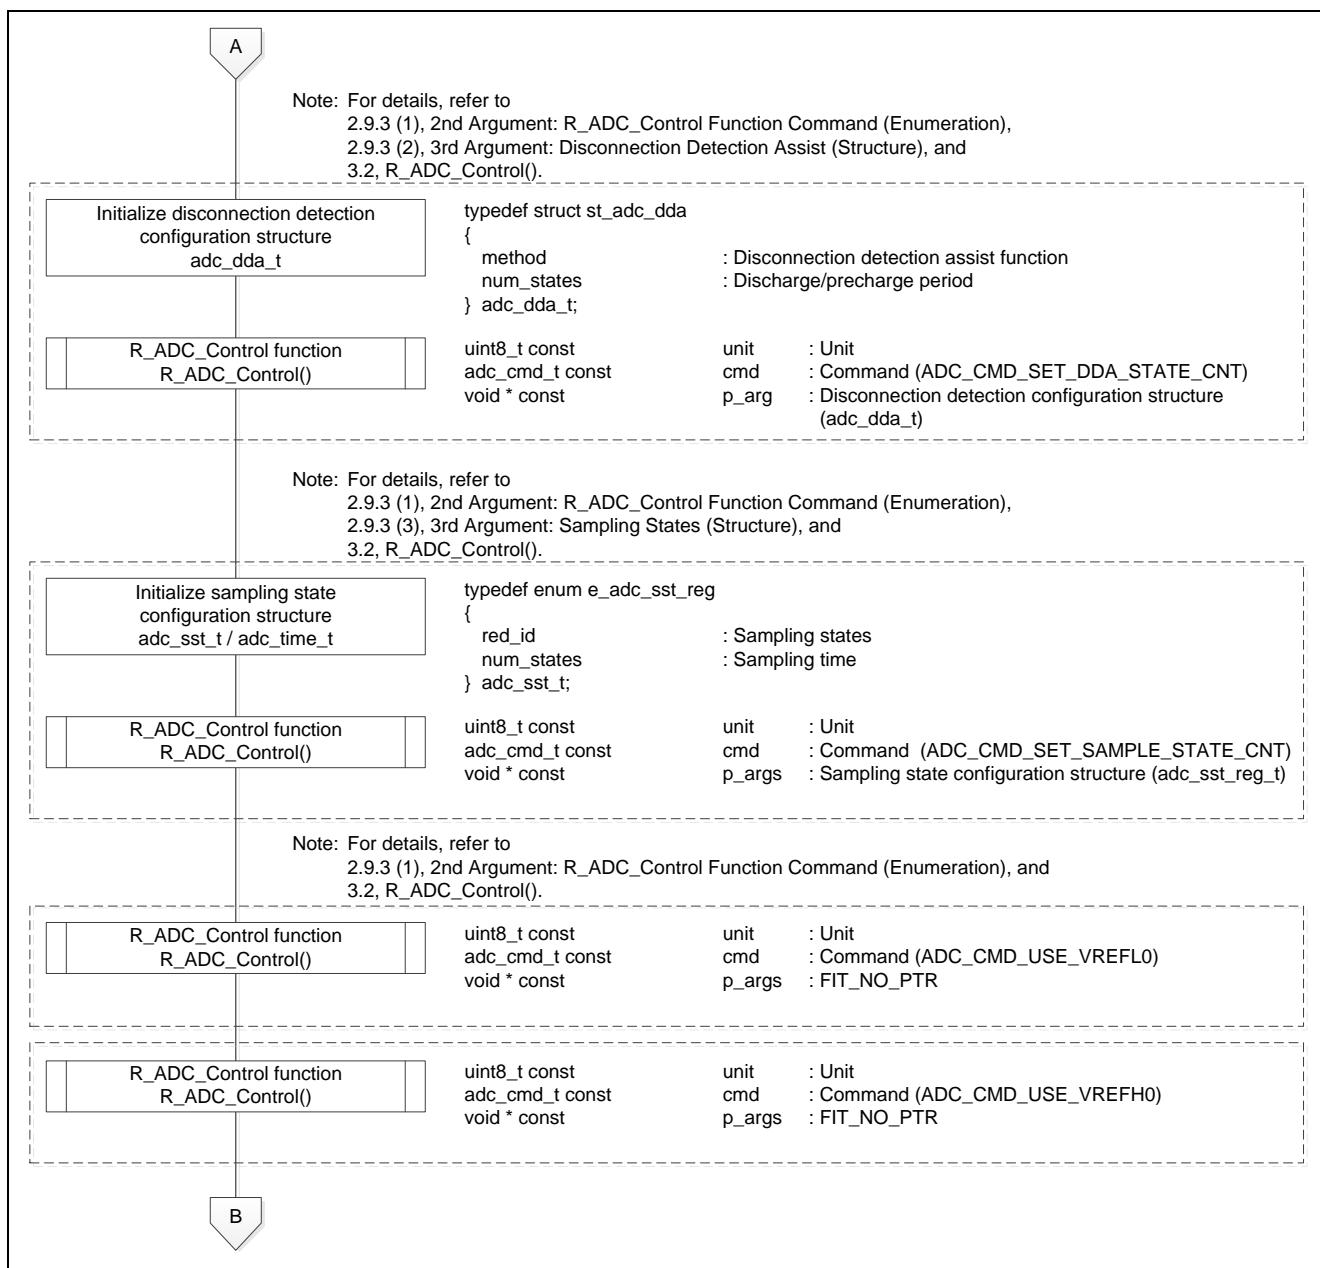 A
Note: For details, refer to
2.9.3 (1), 2nd Argument: R_ADC_Control Function Command (Enumeration),
2.9.3 (2), 3rd Argument: Disconnection Detection Assist (Structure), and
3.2, R_ADC_Control().
Initialize disconnection detection
configuration structure
adc_dda_t
typedef struct st_adc_dda
{
method : Disconnection detection assist function
num_states : Discharge/precharge period
} adc_dda_t;
R_ADC_Control function
R_ADC_Control()
uint8_t const unit : Unit
adc_cmd_t const cmd : Command (ADC_CMD_SET_DDA_STATE_CNT)
void * const p_arg : Disconnection detection configuration structure
(adc_dda_t)
Note: For details, refer to
2.9.3 (1), 2nd Argument: R_ADC_Control Function Command (Enumeration),
2.9.3 (3), 3rd Argument: Sampling States (Structure), and
3.2, R_ADC_Control().
Initialize sampling state
configuration structure
adc_sst_t / adc_time_t
typedef enum e_adc_sst_reg
{
red_id : Sampling states
num_states : Sampling time
} adc_sst_t;
R_ADC_Control function
R_ADC_Control()
uint8_t const unit : Unit
adc_cmd_t const cmd : Command (ADC_CMD_SET_SAMPLE_STATE_CNT)
void * const p_args : Sampling state configuration structure (adc_sst_reg_t)
Note: For details, refer to
2.9.3 (1), 2nd Argument: R_ADC_Control Function Command (Enumeration), and
3.2, R_ADC_Control().
R_ADC_Control function
R_ADC_Control()
uint8_t const unit : Unit
adc_cmd_t const cmd : Command (ADC_CMD_USE_VREFL0)
void * const p_args : FIT_NO_PTR
R_ADC_Control function
R_ADC_Control()
uint8_t const unit : Unit
adc_cmd_t const cmd : Command (ADC_CMD_USE_VREFH0)
void * const p_args : FIT_NO_PTR
B